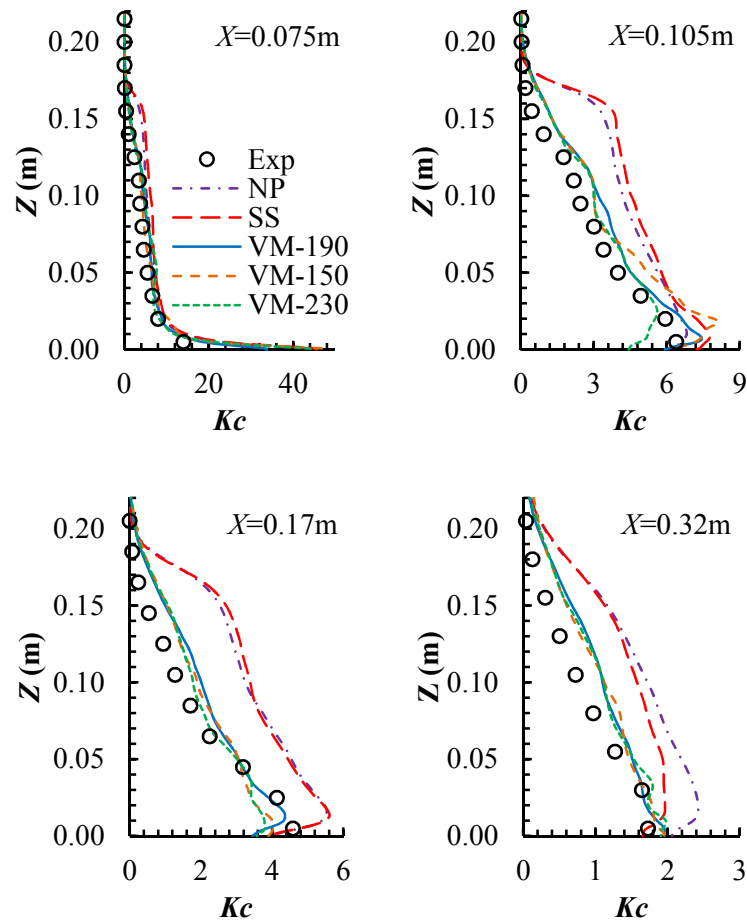 X=0.075m
0.20
0.15
0.10
0.05
0.00
Z (m)
Exp
NP
SS
VM-190
VM-150
VM-230
0 20 40
Kc
X=0.105m
0.20
0.15
0.10
0.05
0.00
Z (m)
0 3 6 9
Kc
X=0.17m
0.20
0.15
0.10
0.05
0.00
Z (m)
0 2 4 6
Kc
X=0.32m
0.20
0.15
0.10
0.05
0.00
Z (m)
0 1 2 3
Kc